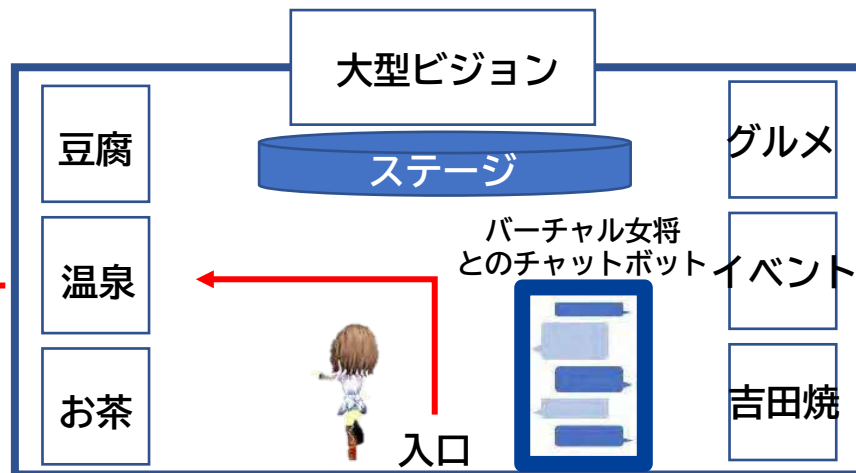 大型ビジョン
豆腐
ステージ
グルメ
バーチャル女将
とのチャットボット
温泉
イベント
お茶
入口
吉田焼